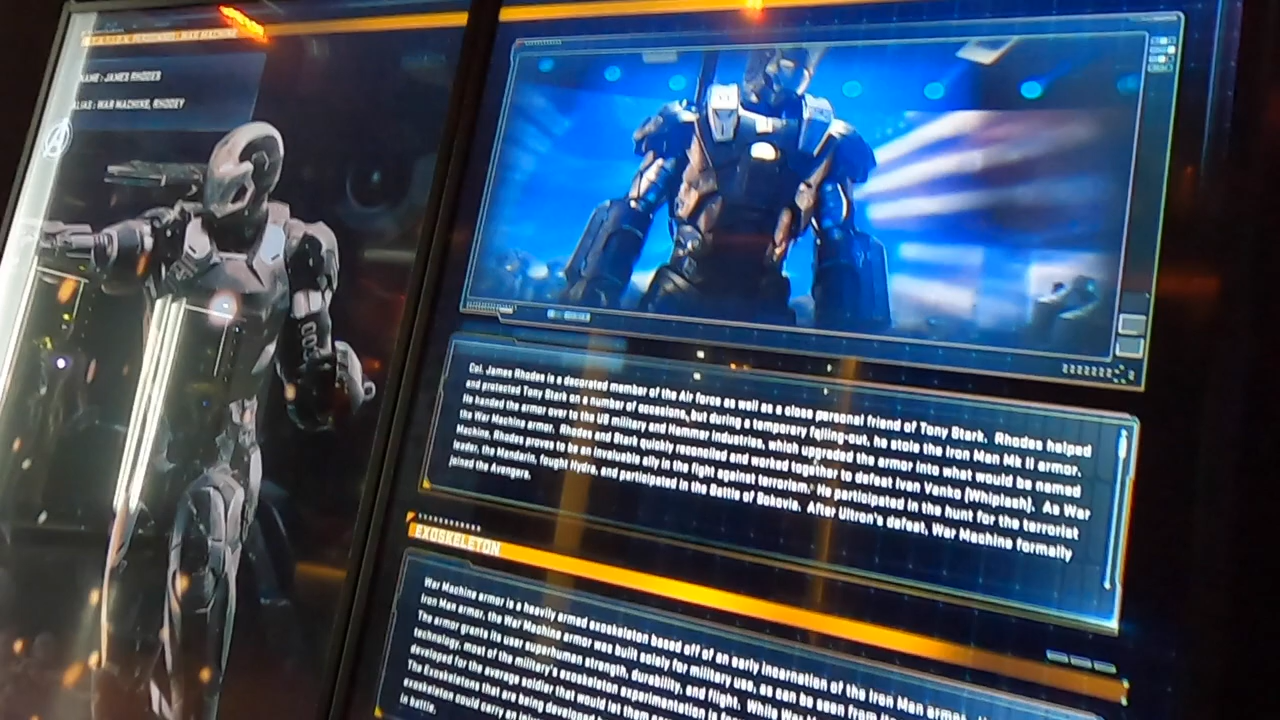 S.T.A.T.I.O.N. PERSONNEL : WAR MACHINE
NAME : JAMES RHODES
ALIAS : WAR MACHINE, RHODEY
Col. James Rhodes is a decorated member of the Air force as well as a close personal friend of Tony Stark. Rhodes helped
and protected Tony Stark on a number of occasions, but during a temporary falling-out, he stole the Iron Man Mk II armor.
He handed the armor over to the US military and Hammer Industries, which upgraded the armor into what would be named
the War Machine armor. Rhodes and Stark quickly reconciled and worked together to defeat Ivan Vanko (Whiplash). As War
Machine, Rhodes proves to be an invaluable ally in the fight against terrorism. He participated in the hunt for the terrorist
leader, the Mandarin, fought Hydra, and participated in the Battle of Sokovia. After Ultron's defeat, War Machine formally
joined the Avengers.
EXOSKELETON
War Machine armor is a heavily armed exoskeleton based off of an early incarnation of the Iron Man armor.
Iron Man armor, the War Machine armor was built solely for military use, as can be seen from its
The armor grants its user superhuman strength, durability, and flight. While War
technology, most of the military's exoskeleton experimentation is
developed for the average soldier that would let them
The Exoskeletons that are being developed
exoskeleton could carry an
in battle.